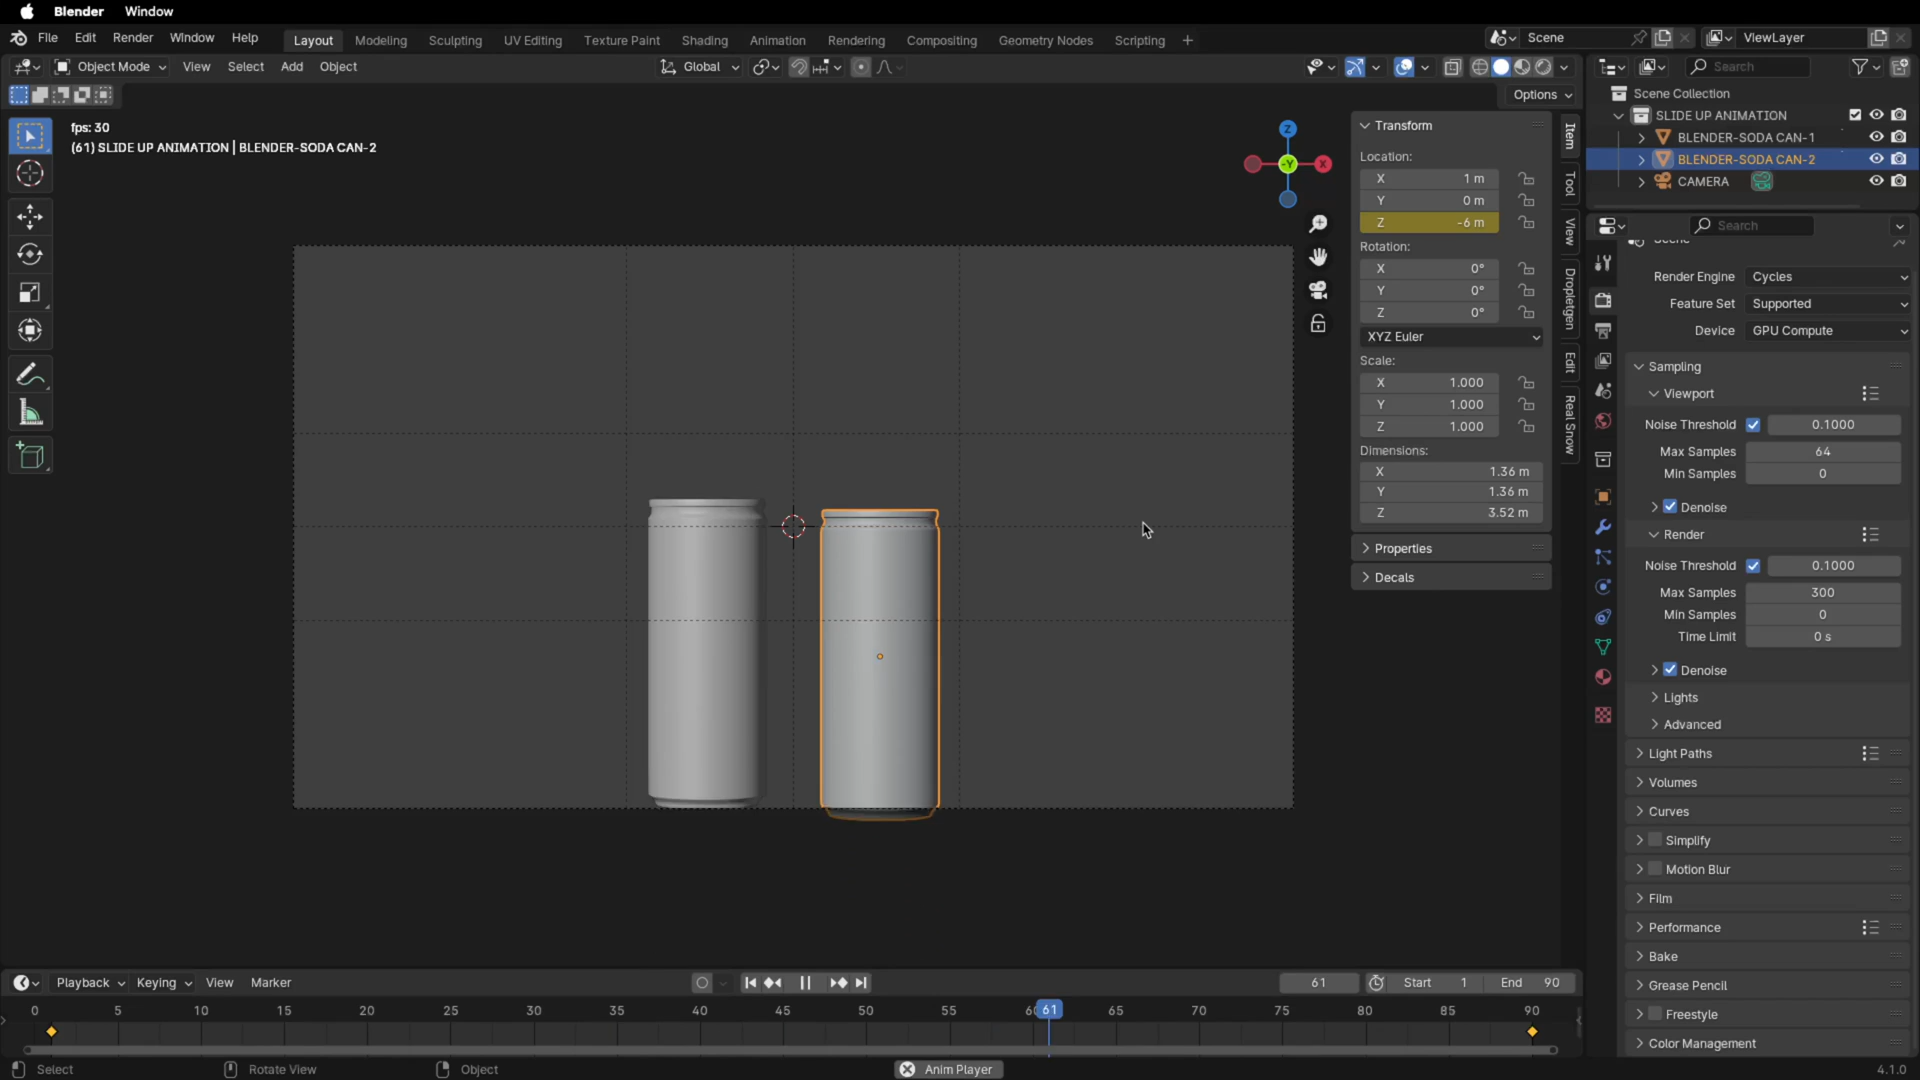 Blender Window
File Edit Render Window Help Layout Modeling Sculpting UV Editing Texture Paint Shading Animation Rendering Compositing Geometry Nodes Scripting + Scene ViewLayer
Object Mode View Select Add Object Global Search
Options
Scene Collection
SLIDE UP ANIMATION
BLENDER-SODA CAN-1
BLENDER-SODA CAN-2
CAMERA
fps: 30
(61) SLIDE UP ANIMATION | BLENDER-SODA CAN-2
Z
-Y
X
Transform
Location:
X 1 m
Y 0 m
Z -6 m
Rotation:
X 0°
Y 0°
Z 0°
XYZ Euler
Scale:
X 1.000
Y 1.000
Z 1.000
Dimensions:
X 1.36 m
Y 1.36 m
Z 3.52 m
Properties
Decals
Item
Tool
View
Dropletgen
Edit
Real Snow
Search
Scene
Render Engine Cycles
Feature Set Supported
Device GPU Compute
Sampling
Viewport
Noise Threshold 0.1000
Max Samples 64
Min Samples 0
Denoise
Render
Noise Threshold 0.1000
Max Samples 300
Min Samples 0
Time Limit 0 s
Denoise
Lights
Advanced
Light Paths
Volumes
Curves
Simplify
Motion Blur
Film
Performance
Bake
Grease Pencil
Freestyle
Color Management
Playback Keying View Marker 61 Start 1 End 90
0 5 10 15 20 25 30 35 40 45 50 55 60 61 65 70 75 80 85 90
Select Rotate View Object Anim Player 4.1.0